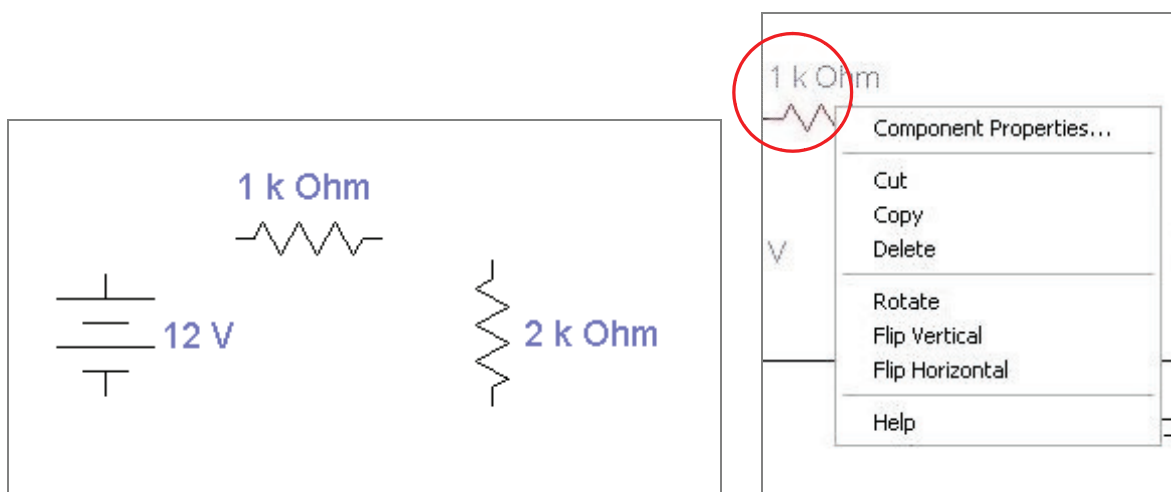 1 k Ohm
12 V
2 k Ohm
1 k Ohm
V
Component Properties...
Cut
Copy
Delete
Rotate
Flip Vertical
Flip Horizontal
Help